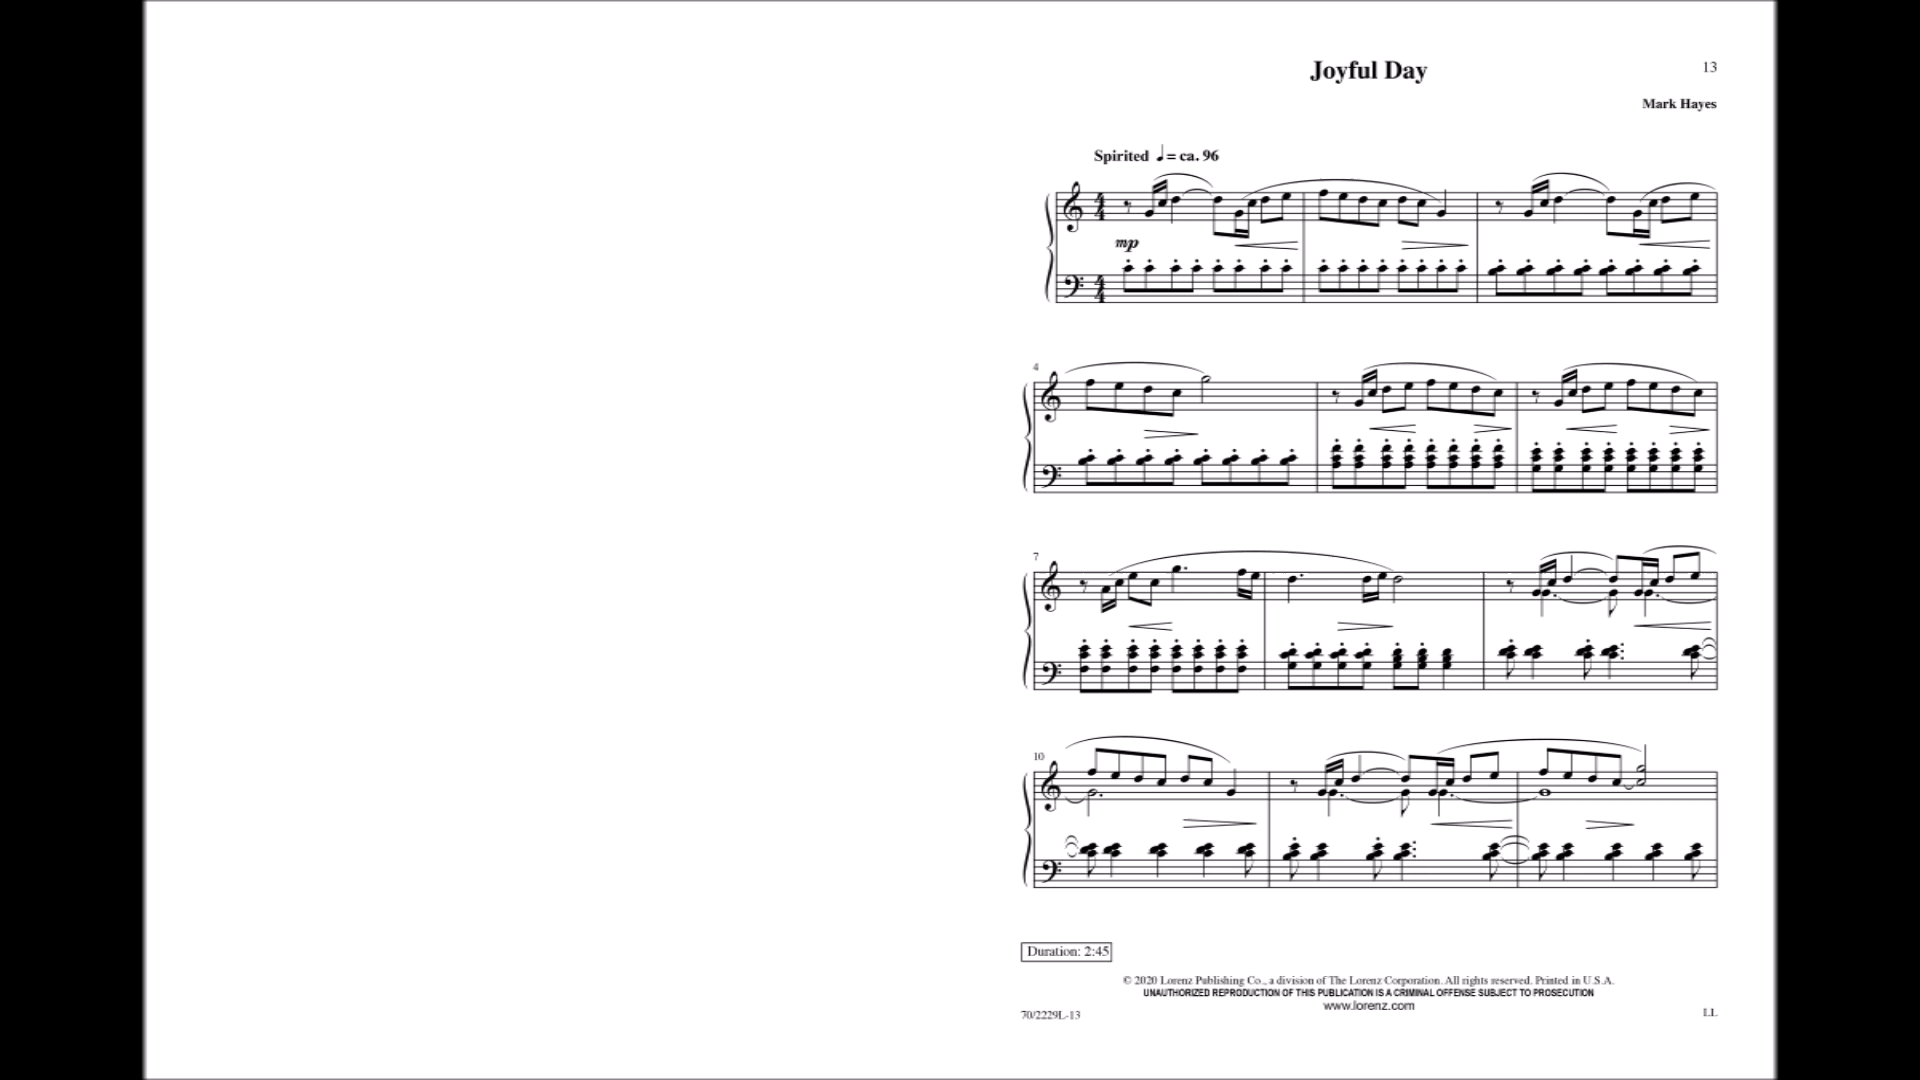 Joyful Day
13
Mark Hayes
Spirited ♩= ca. 96
mp
4
7
10
Duration: 2:45
© 2020 Lorenz Publishing Co., a division of The Lorenz Corporation. All rights reserved. Printed in U.S.A.
UNAUTHORIZED REPRODUCTION OF THIS PUBLICATION IS A CRIMINAL OFFENSE SUBJECT TO PROSECUTION
www.lorenz.com
70/2229L-13
LL